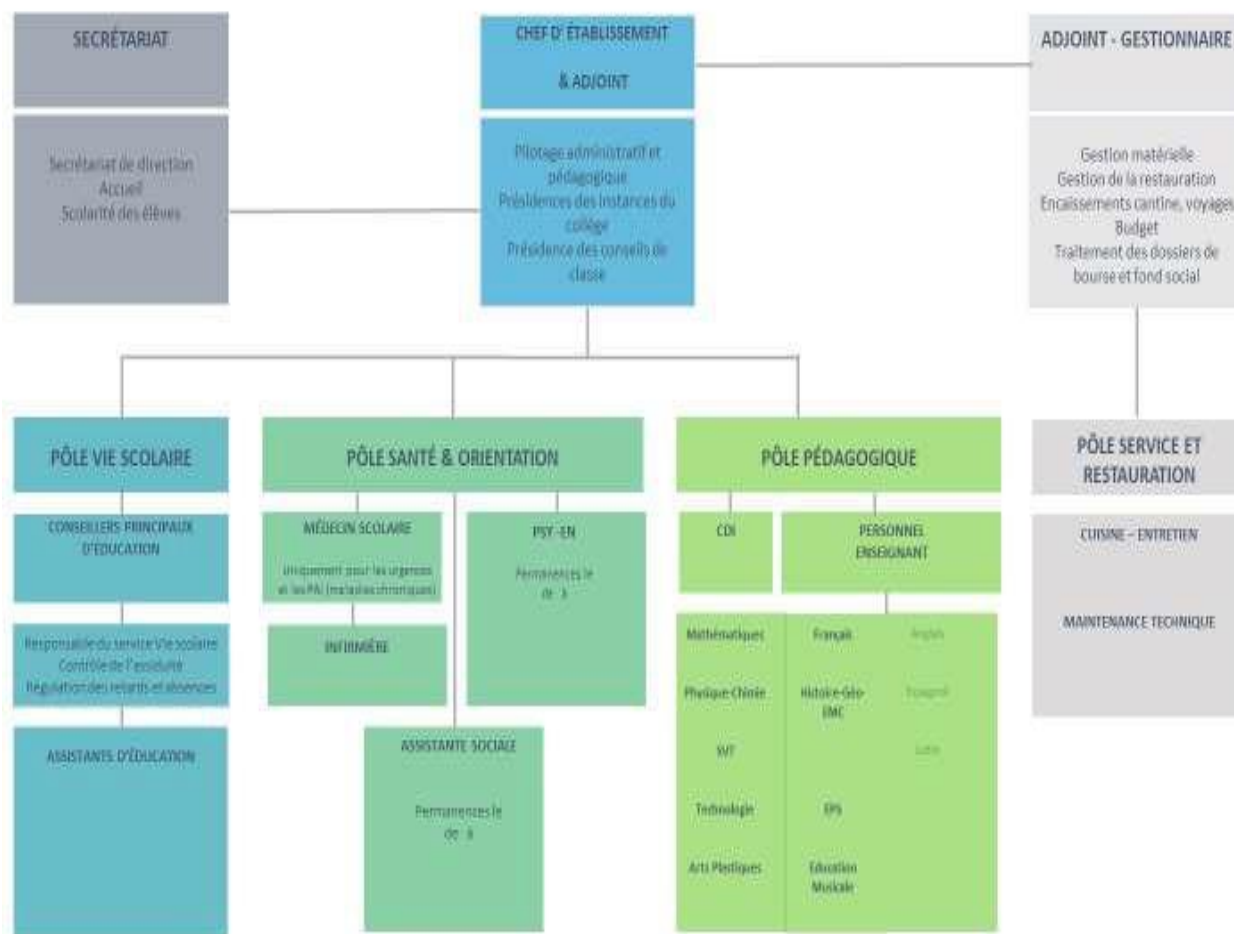 SECRÉTARIAT
Secrétariat de direction
Accueil
Scolarité des élèves
CHEF D' ÉTABLISSEMENT
& ADJOINT
Pilotage administratif et
pédagogique
Présidences des instances du
collège
Présidence des conseils de
classe
ADJOINT - GESTIONNAIRE
Gestion matérielle
Gestion de la restauration
Encaissements cantine, voyages
Budget
Traitement des dossiers de
bourse et fond social
PÔLE VIE SCOLAIRE
CONSEILLERS PRINCIPAUX
D'ÉDUCATION
Responsable du service Vie scolaire
Contrôle de l'assiduité
Régulation des retards et absences
ASSISTANTS D'ÉDUCATION
PÔLE SANTÉ & ORIENTATION
MÉDECIN SCOLAIRE
uniquement pour les urgences
et les PAI (maladies chroniques)
INFIRMIÈRE
PSY -EN
Permanences le
de à
ASSISTANTE SOCIALE
Permanences le
de à
PÔLE PÉDAGOGIQUE
CDI
PERSONNEL
ENSEIGNANT
Mathématiques
Physique-Chimie
SVT
Technologie
Arts Plastiques
Français
Histoire-Géo-
EMC
EPS
Education
Musicale
Anglais
Espagnol
Latin
PÔLE SERVICE ET
RESTAURATION
CUISINE – ENTRETIEN
MAINTENANCE TECHNIQUE